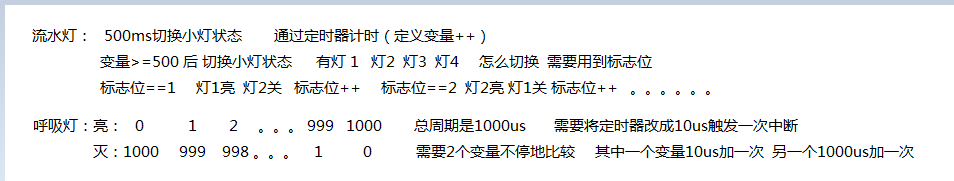 流水灯： 500ms切换小灯状态 通过定时器计时（定义变量++）
变量>=500 后 切换小灯状态 有灯 1 灯2 灯3 灯4 怎么切换 需要用到标志位
标志位==1 灯1亮 灯2关 标志位++ 标志位==2 灯2亮 灯1关 标志位++ 。。。。。。
呼吸灯：亮： 0 1 2 。。。 999 1000 总周期是1000us 需要将定时器改成10us触发一次中断
灭：1000 999 998 。。。 1 0 需要2个变量不停地比较 其中一个变量10us加一次 另一个1000us加一次